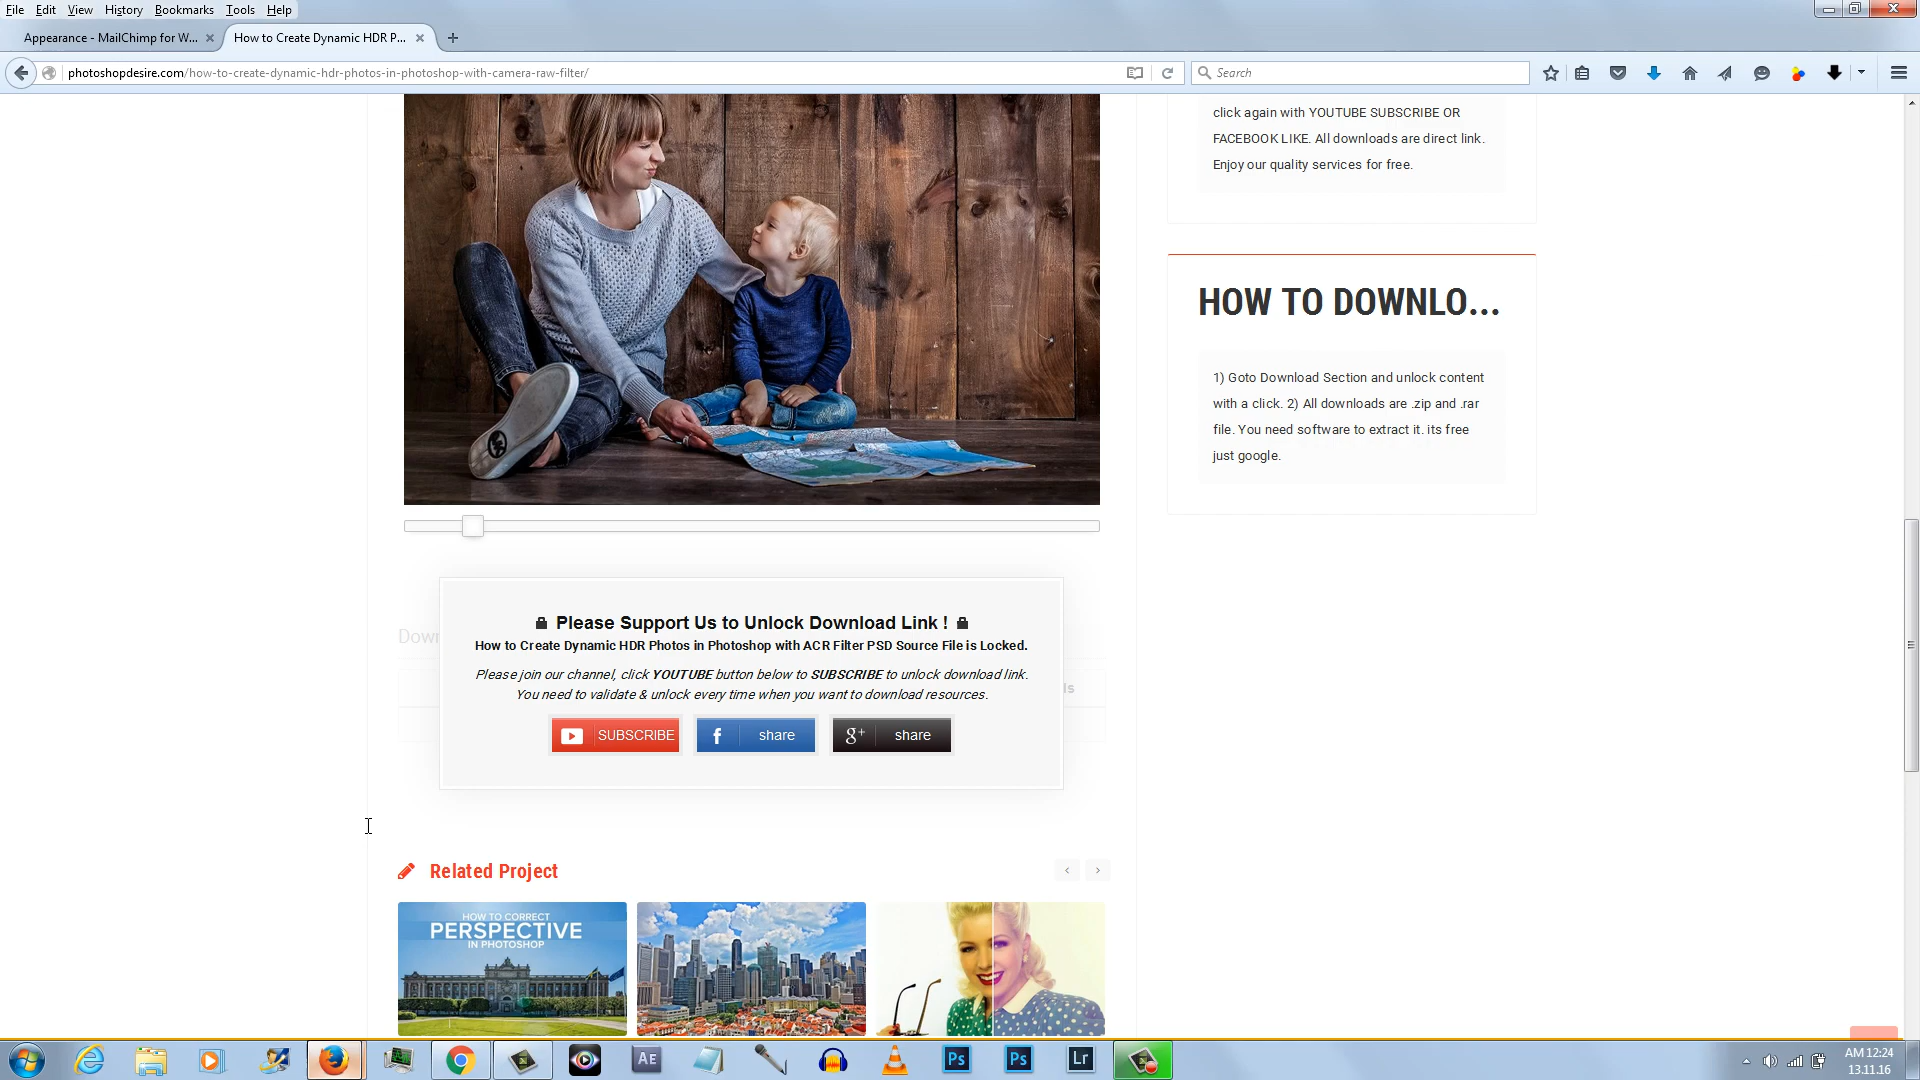 File Edit View History Bookmarks Tools Help
Appearance - MailChimp for W...
How to Create Dynamic HDR P...
photoshopdesire.com/how-to-create-dynamic-hdr-photos-in-photoshop-with-camera-raw-filter/
Search
click again with YOUTUBE SUBSCRIBE OR
FACEBOOK LIKE. All downloads are direct link.
Enjoy our quality services for free.
HOW TO DOWNLO...
1) Goto Download Section and unlock content
with a click. 2) All downloads are .zip and .rar
file. You need software to extract it. its free
just google.
Please Support Us to Unlock Download Link !
How to Create Dynamic HDR Photos in Photoshop with ACR Filter PSD Source File is Locked.
Please join our channel, click YOUTUBE button below to SUBSCRIBE to unlock download link.
You need to validate & unlock every time when you want to download resources.
Down
ls
SUBSCRIBE
f share
g+ share
Related Project
HOW TO CORRECT
PERSPECTIVE
IN PHOTOSHOP
AE
Ps
Ps
Lr
AM 12:24
13.11.16